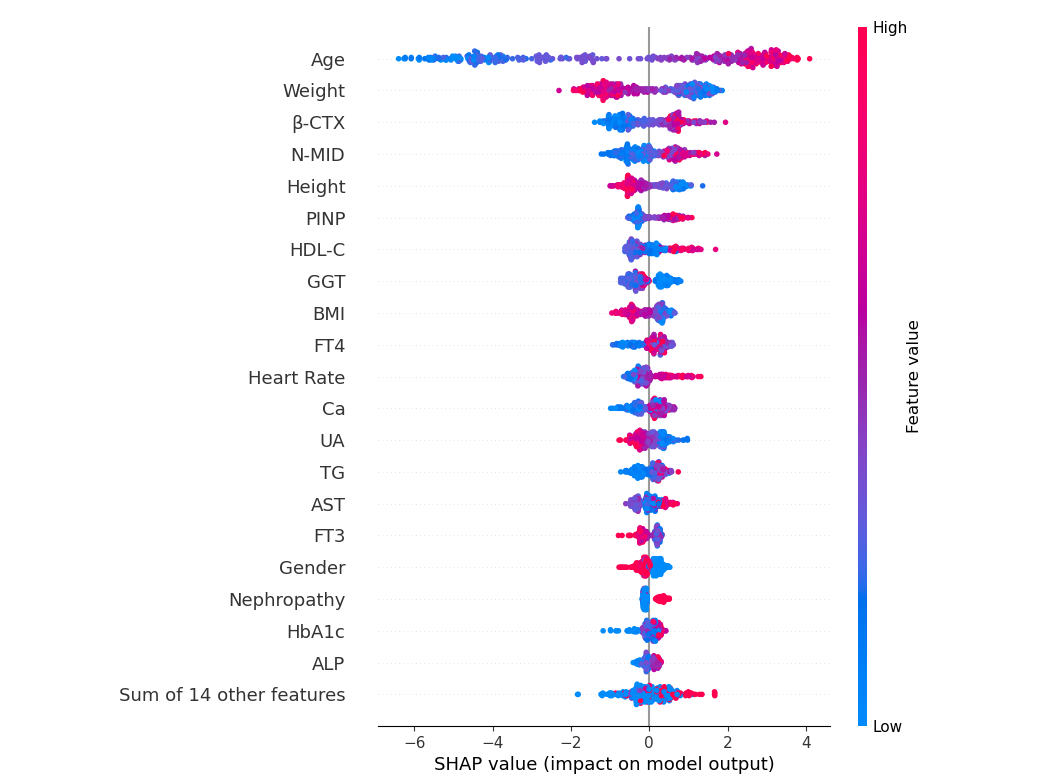 High
Age
Weight
β-CTX
N-MID
Height
PINP
HDL-C
GGT
BMI
FT4
Heart Rate
Ca
UA
TG
AST
FT3
Gender
Nephropathy
HbA1c
ALP
Sum of 14 other features
Feature value
Low
−6 −4 −2 0 2 4
SHAP value (impact on model output)